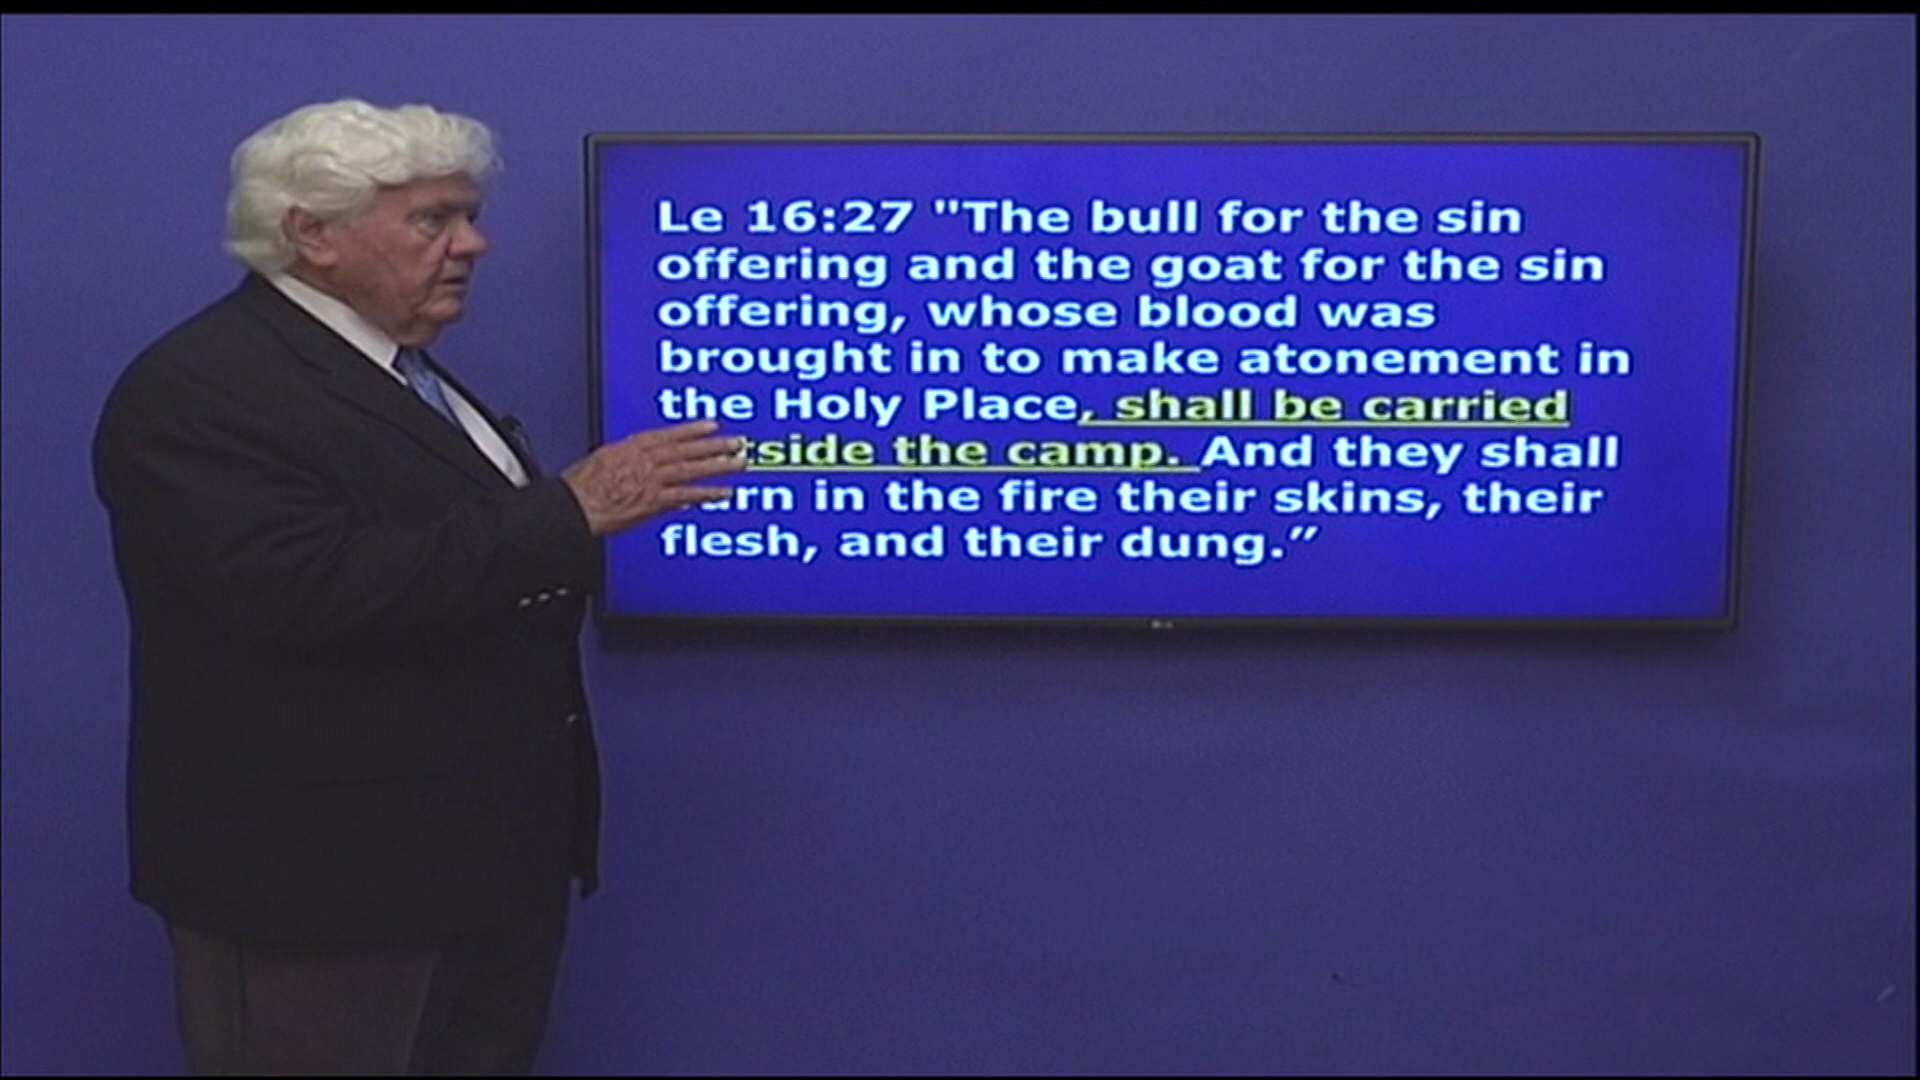 Le 16:27 "The bull for the sin
offering and the goat for the sin
offering, whose blood was
brought in to make atonement in
the Holy Place, shall be carried
the camp. And they shall
in the fire their skins, their
flesh, and their dung.”